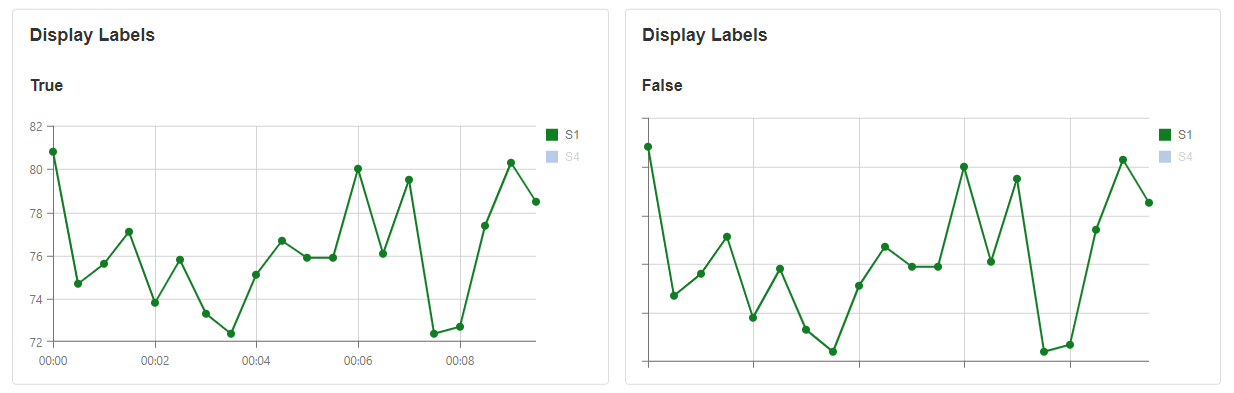 Display Labels
True
82
80
78
76
74
72
00:00 00:02 00:04 00:06 00:08
S1
S4
Display Labels
False
S1
S4